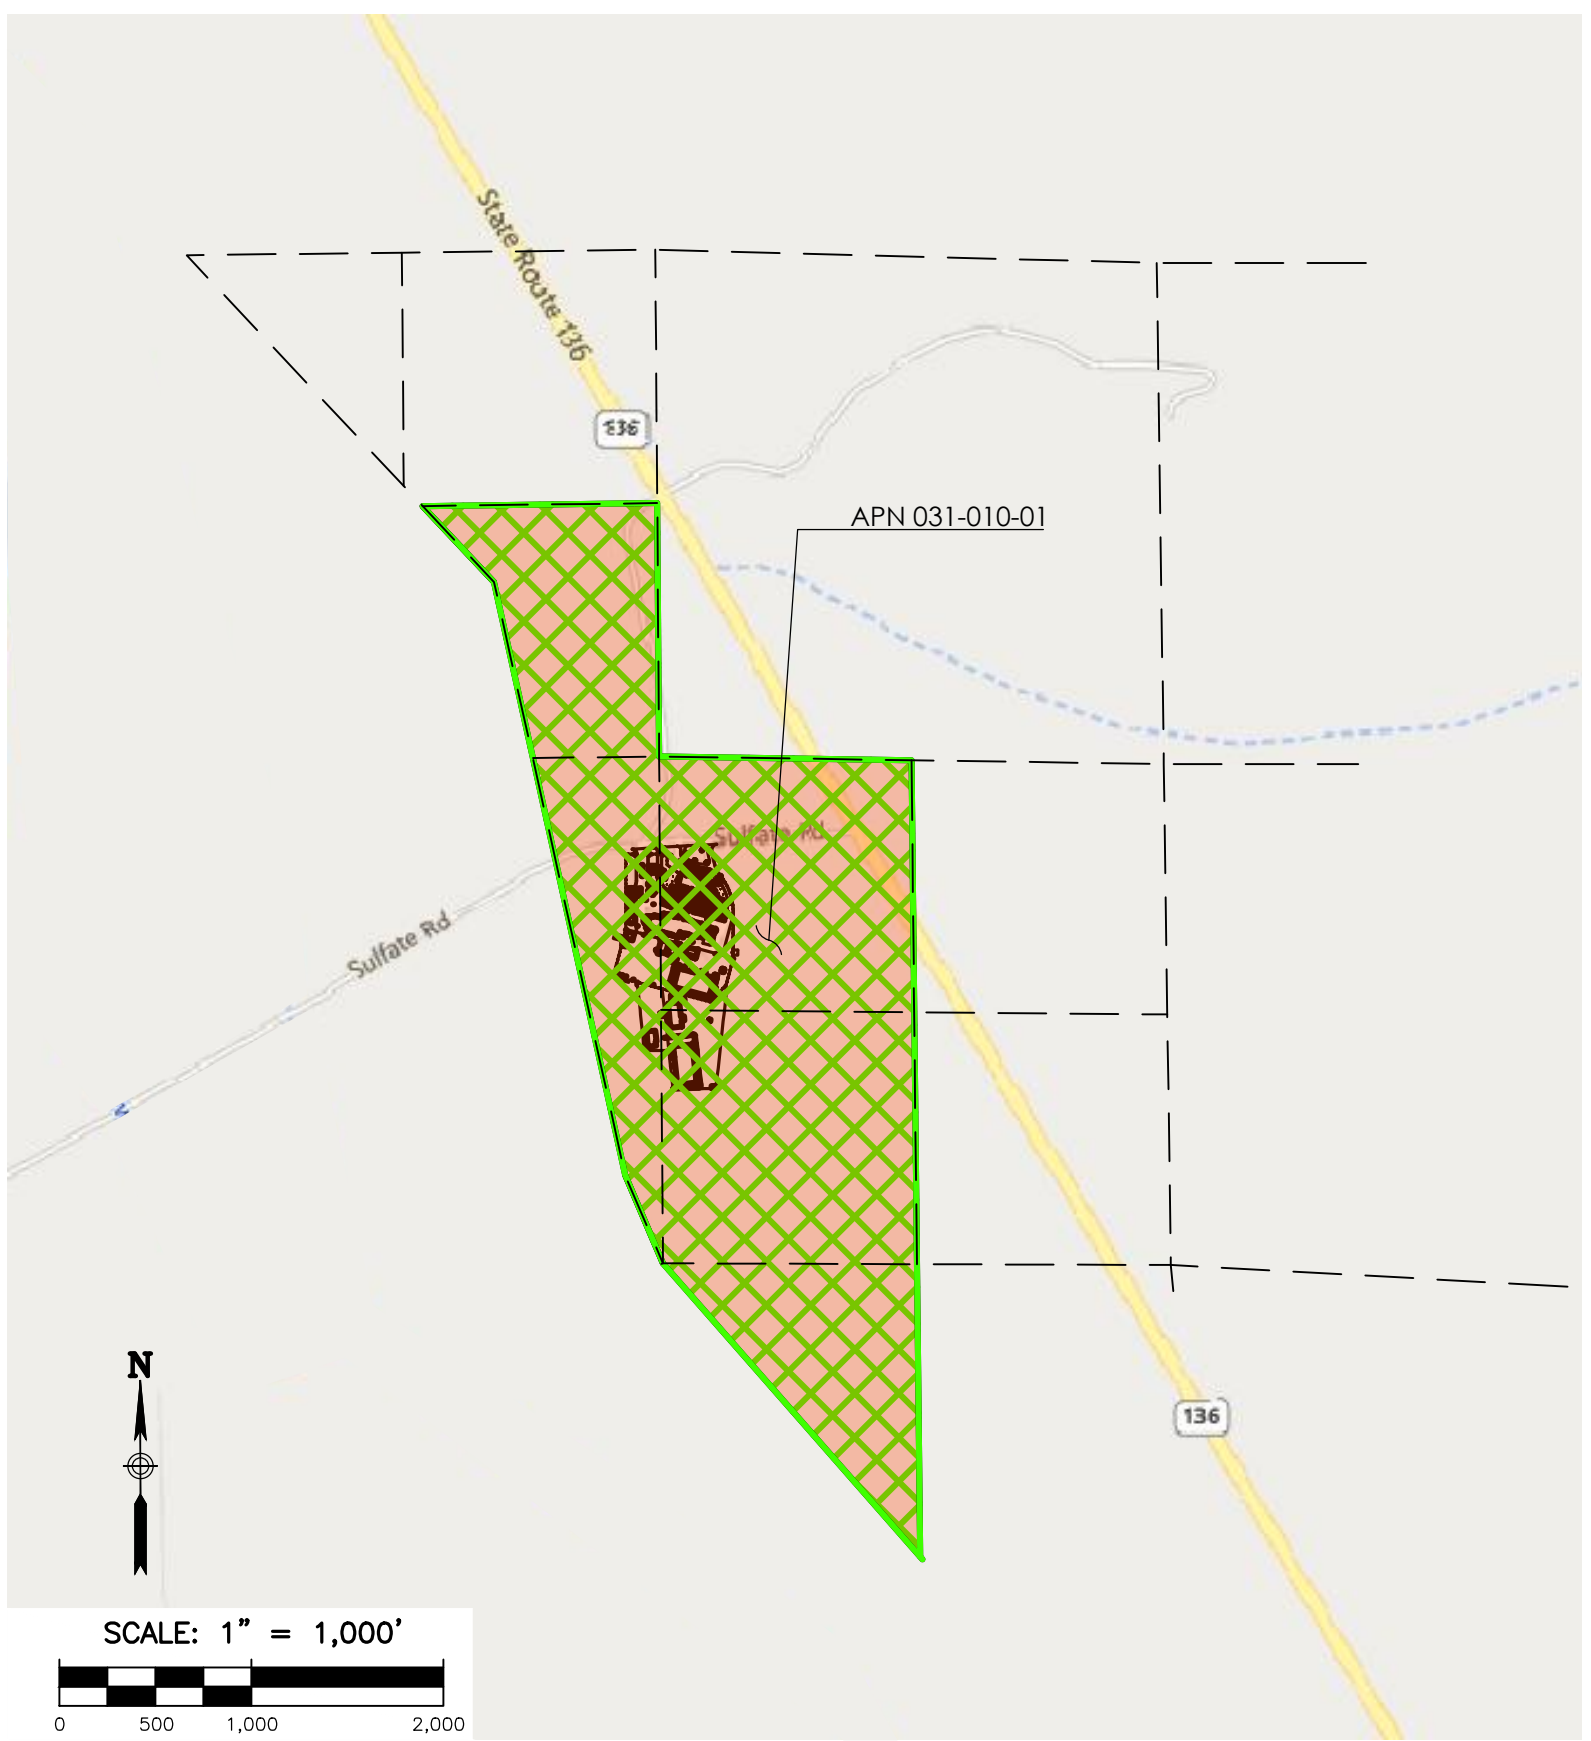 State Route 136
APN 031-010-01
Sulfate Rd
Sulfate Rd
136
N
SCALE: 1" = 1,000'
0 500 1,000 2,000